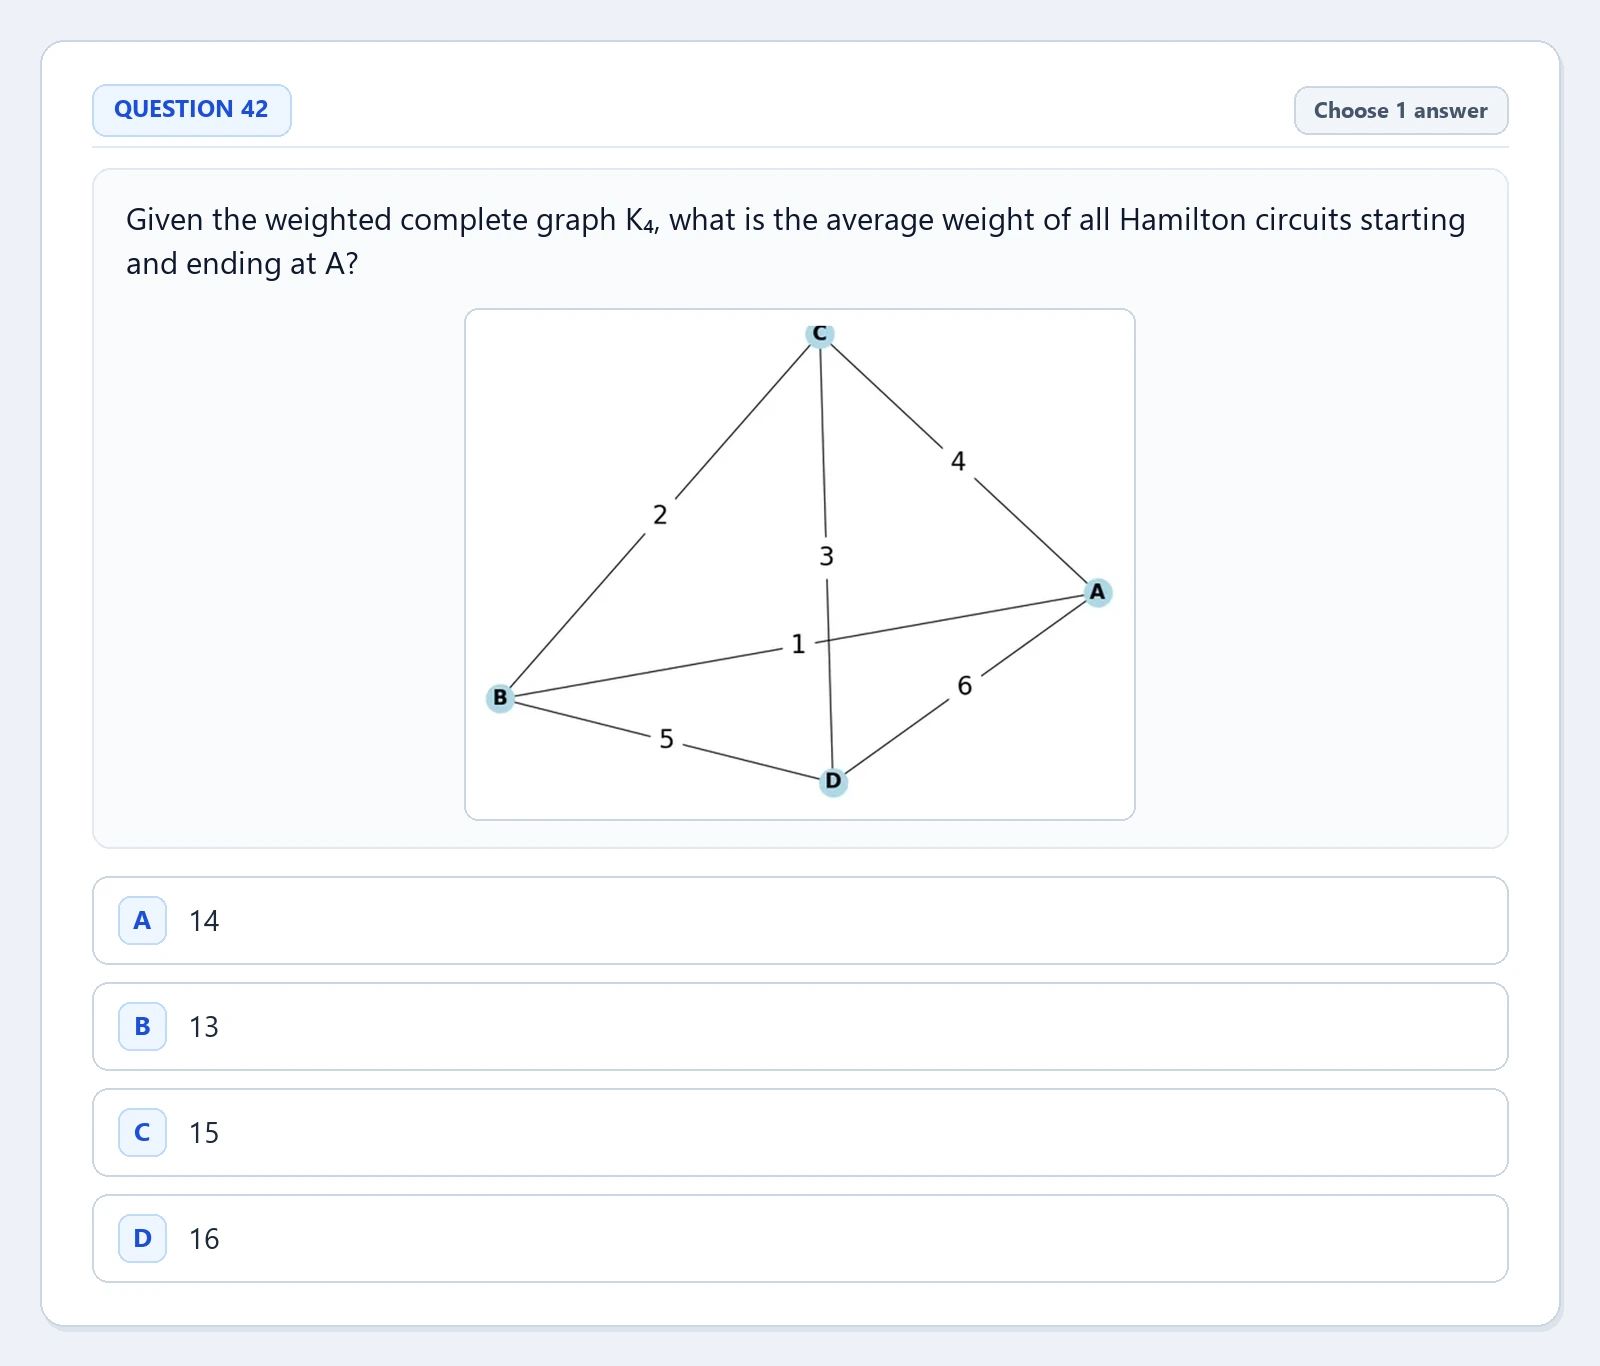 QUESTION 42
Choose 1 answer
Given the weighted complete graph K₄, what is the average weight of all Hamilton circuits starting
and ending at A?
C
4
2
3
A
1
6
B
5
D
A 14
B 13
C 15
D 16